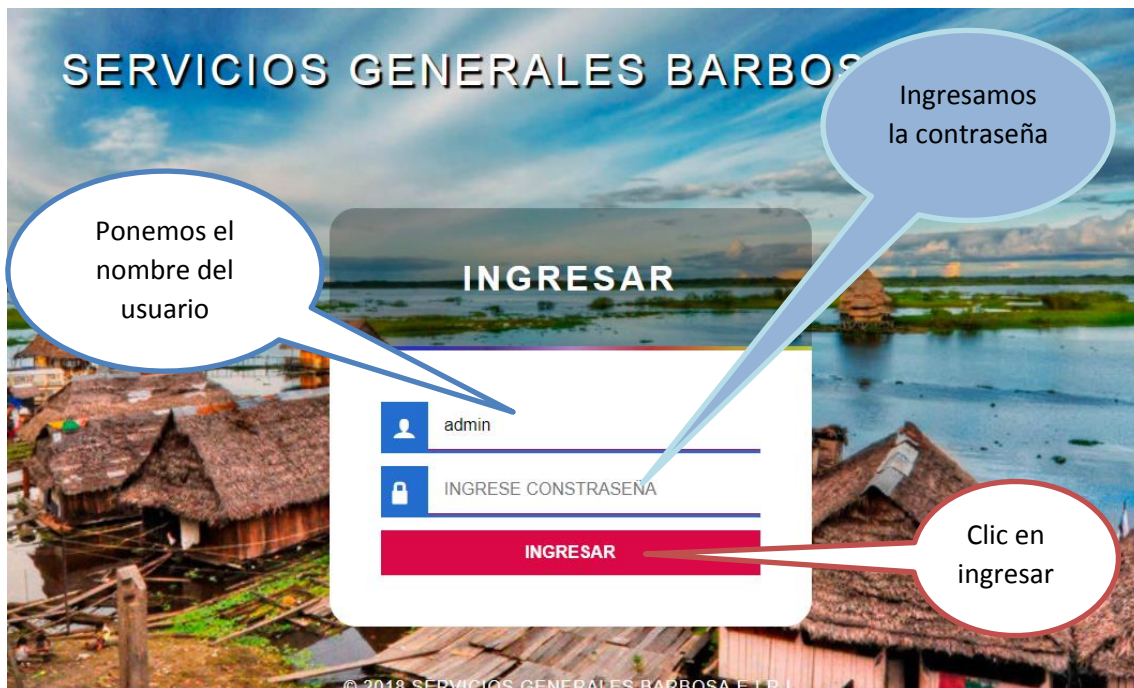 SERVICIOS GENERALES
Ingresamos
la contraseña
Ponemos el
nombre del
usuario
INGRESAR
admin
INGRESE CONSTRASEÑA
INGRESAR
Clic en
ingresar
© 2018 SERVICIOS GENERALES BARBOSA E.I.R.L